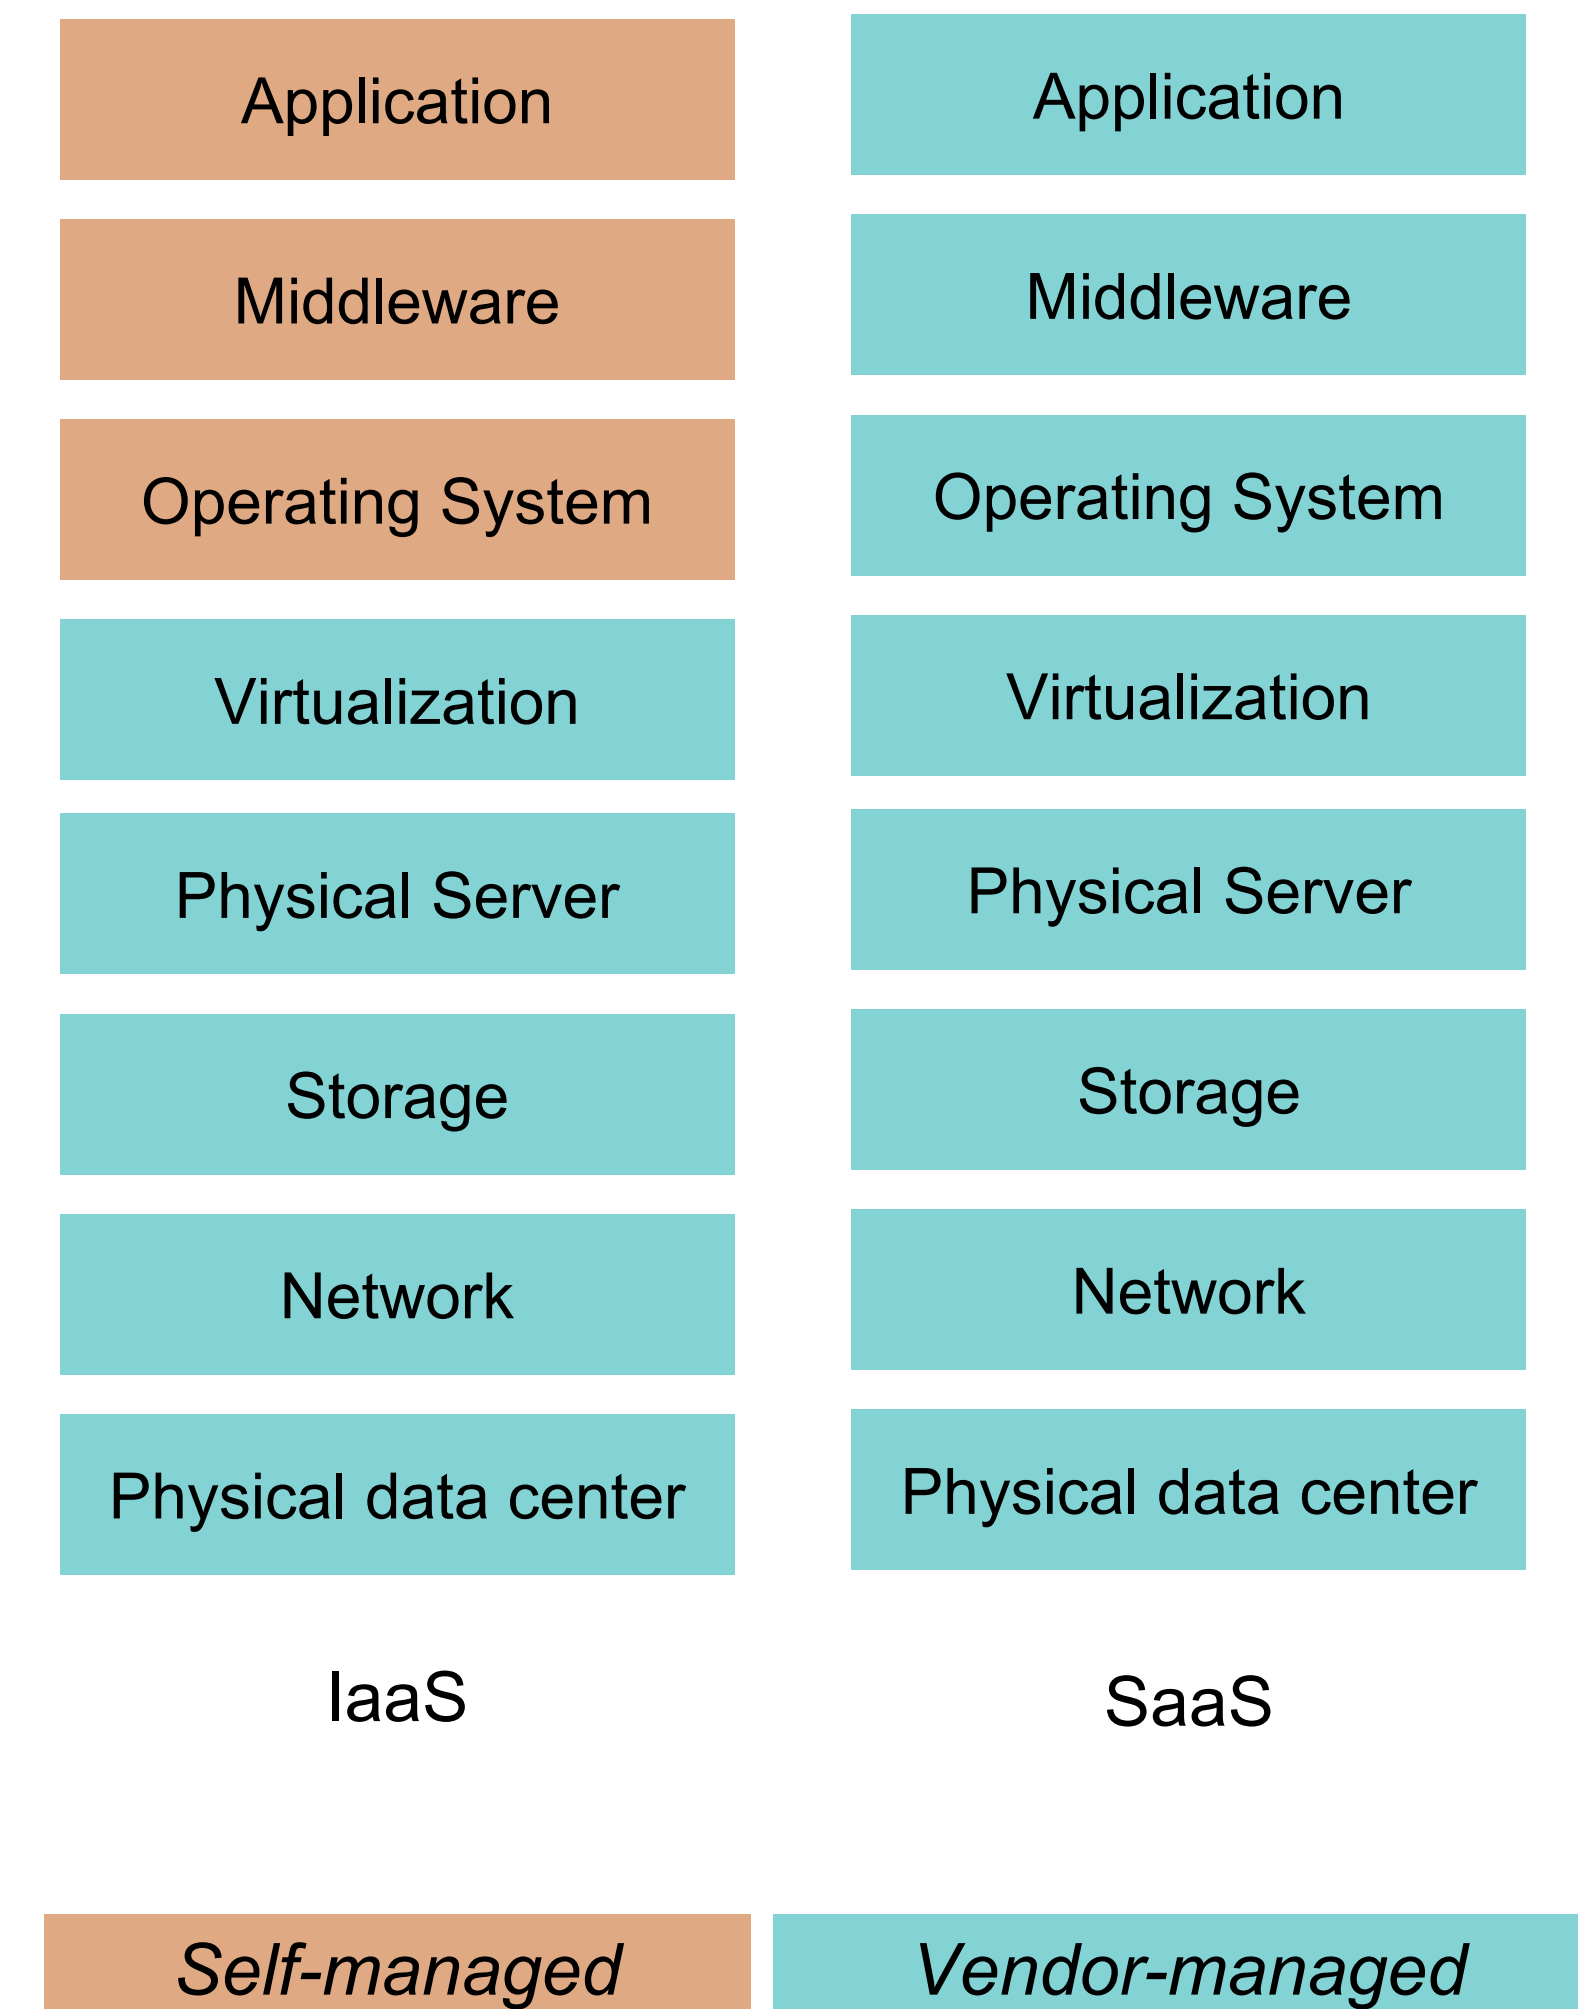 Application
Middleware
Operating System
Virtualization
Physical Server
Storage
Network
Physical data center
IaaS
Application
Middleware
Operating System
Virtualization
Physical Server
Storage
Network
Physical data center
SaaS
Self-managed
Vendor-managed